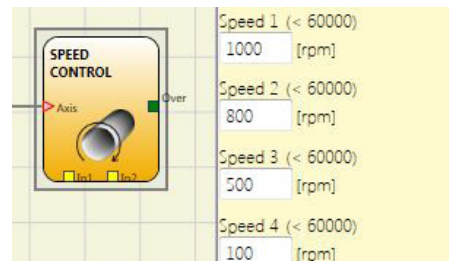 SPEED
CONTROL
Axis
Over
In1 In2
Speed 1 (< 60000)
1000 [rpm]
Speed 2 (< 60000)
800 [rpm]
Speed 3 (< 60000)
500 [rpm]
Speed 4 (< 60000)
100 [rpm]